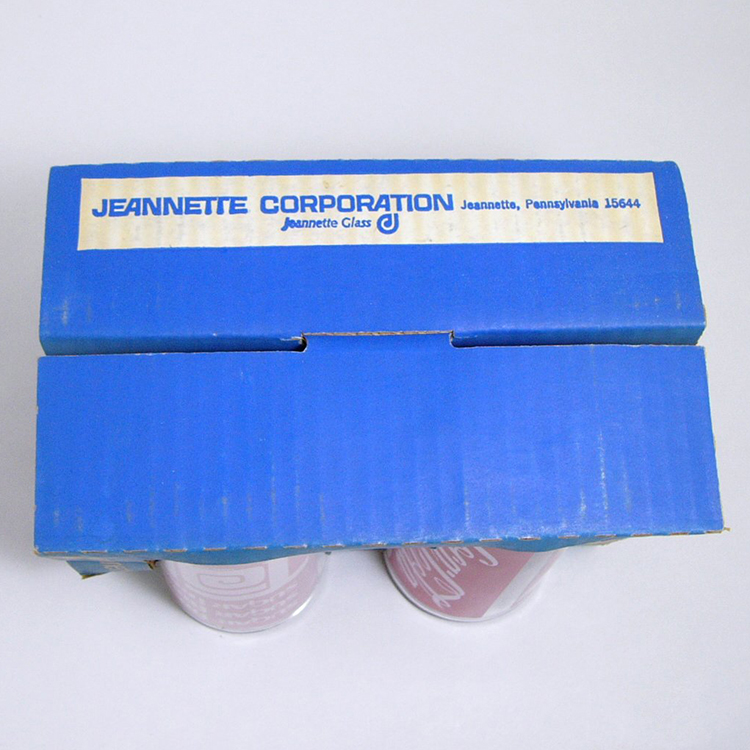 JEANNETTE CORPORATION Jeannette, Pennsylvania 15644
Jeannette Glass